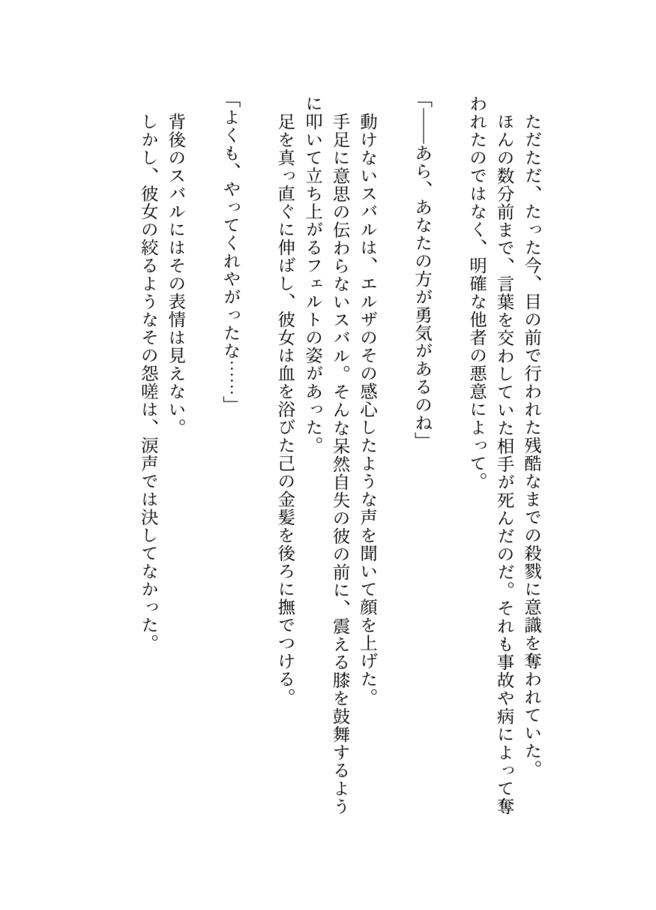 ただただ、たった今、目の前で行われた残酷なまでの殺戮に意識を奪われていた。
ほんの数分前まで、言葉を交わしていた相手が死んだのだ。それも事故や病によって奪
われたのではなく、明確な他者の悪意によって。
「――あら、あなたの方が勇気があるのね」
動けないスバルは、エルザのその感心したような声を聞いて顔を上げた。
手足に意思の伝わらないスバル。そんな呆然自失の彼の前に、震える膝を鼓舞するよう
に叩いて立ち上がるフェルトの姿があった。
足を真っ直ぐに伸ばし、彼女は血を浴びた己の金髪を後ろに撫でつける。
「よくも、やってくれやがったな……」
背後のスバルにはその表情は見えない。
しかし、彼女の絞るようなその怨嗟は、涙声では決してなかった。